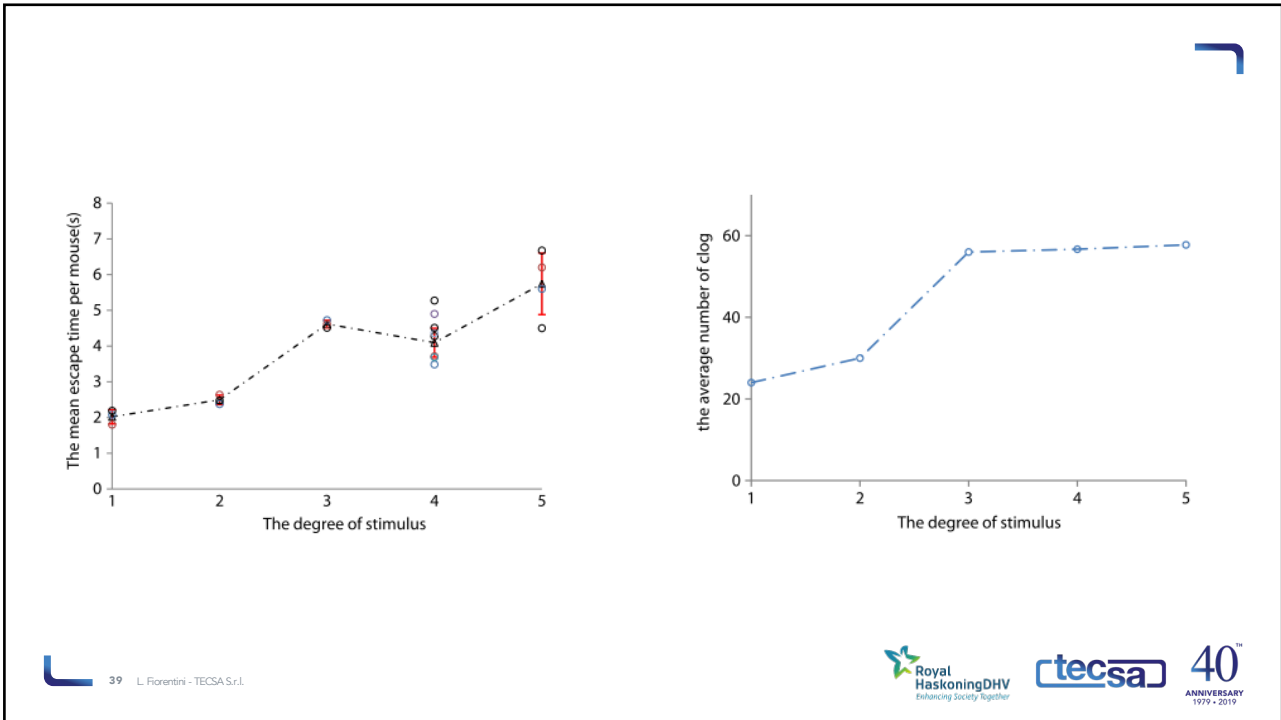 The mean escape time per mouse(s)
8
7
6
5
4
3
2
1
0
1 2 3 4 5
The degree of stimulus
the average number of clog
60
40
20
0
1 2 3 4 5
The degree of stimulus
39 L. Fiorentini - TECSA S.r.l.
Royal
HaskoningDHV
Enhancing Society Together
tecsa
40TH
ANNIVERSARY
1979 • 2019